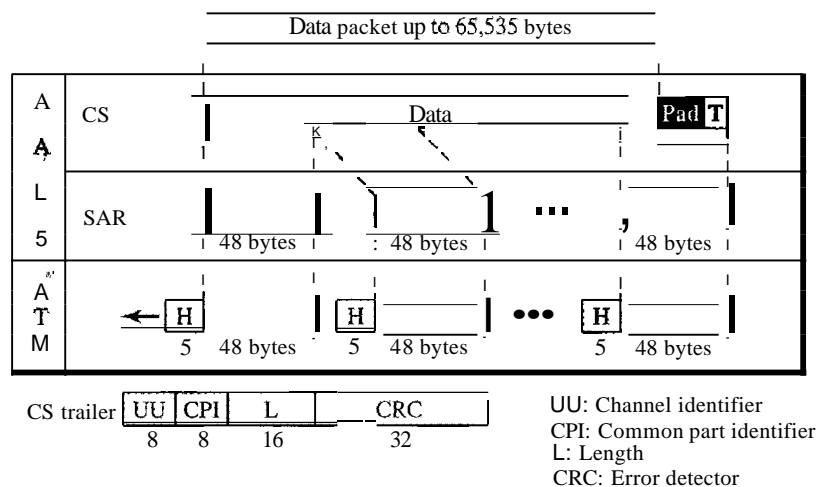 Data packet up to 65,535 bytes
A
A
L
5
CS
Data
Pad T
SAR
48 bytes
48 bytes
•••
48 bytes
A
T
M
H
H
•••
H
5 48 bytes 5 48 bytes 5 48 bytes
CS trailer UU CPI L CRC
8 8 16 32
UU: Channel identifier
CPI: Common part identifier
L: Length
CRC: Error detector